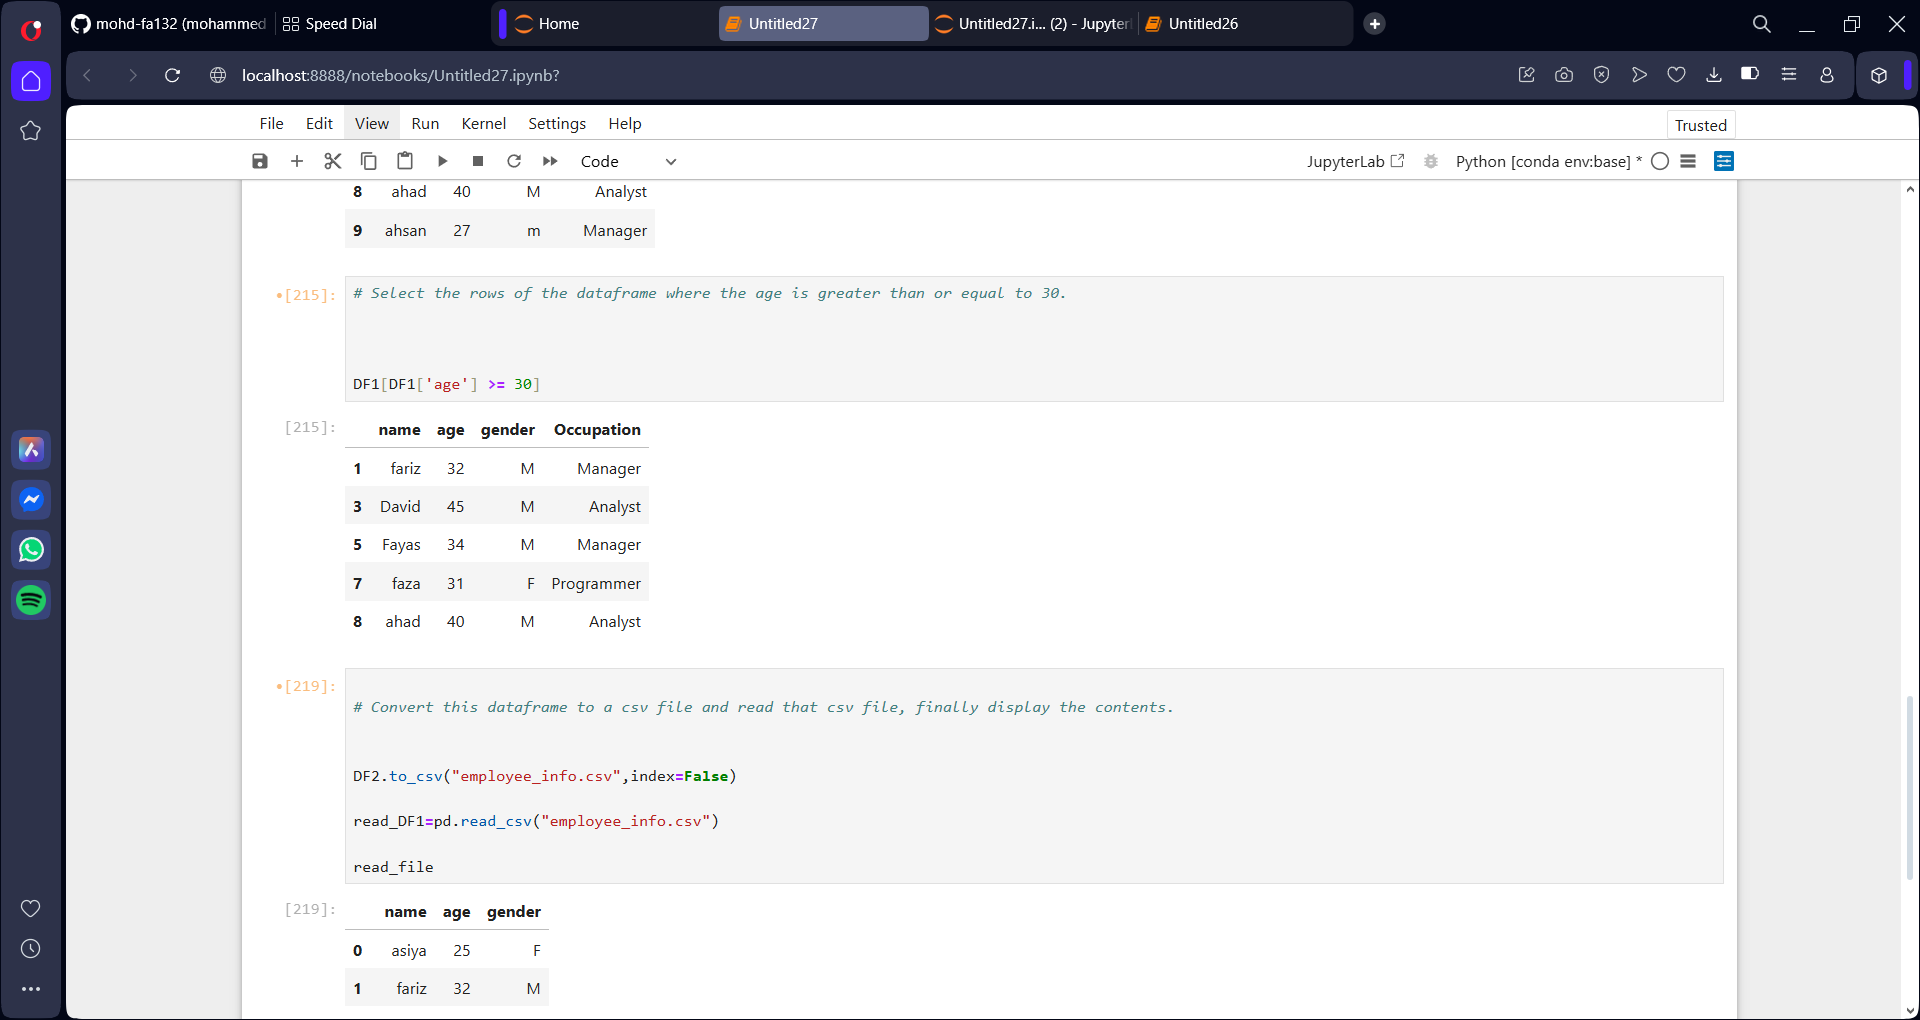 mohd-fa132 (mohammed
Speed Dial
Home
Untitled27
Untitled27.i... (2) - Jupyter
Untitled26
localhost:8888/notebooks/Untitled27.ipynb?
File Edit View Run Kernel Settings Help
Trusted
Code
JupyterLab
Python [conda env:base] *
8 ahad 40 M Analyst
9 ahsan 27 m Manager
•[215]:
# Select the rows of the dataframe where the age is greater than or equal to 30.
DF1[DF1['age'] >= 30]
[215]:
name age gender Occupation
1 fariz 32 M Manager
3 David 45 M Analyst
5 Fayas 34 M Manager
7 faza 31 F Programmer
8 ahad 40 M Analyst
•[219]:
# Convert this dataframe to a csv file and read that csv file, finally display the contents.
DF2.to_csv("employee_info.csv",index=False)
read_DF1=pd.read_csv("employee_info.csv")
read_file
[219]:
name age gender
0 asiya 25 F
1 fariz 32 M